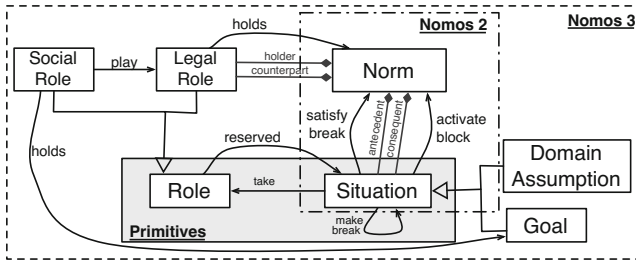 Nomos 2
Nomos 3
holds
Social
Role
play
Legal
Role
holder
counterpart
Norm
satisfy
break
antecedent
consequent
activate
block
holds
reserved
Domain
Assumption
Role
take
Situation
make
break
Goal
Primitives